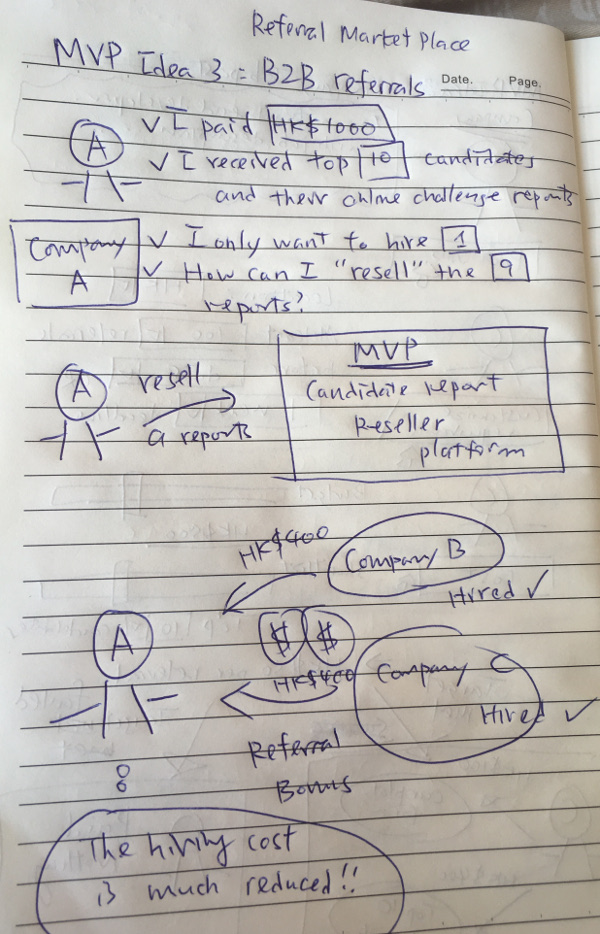 Referral Market Place
MVP Idea 3 = B2B referrals
Date. Page.
A
✓ I paid HK$1000
✓ I received top 10 candidates
and their online challenge reports
Company
A
✓ I only want to hire 1
✓ How can I "resell" the 9
reports?
A
resell
9 reports
MVP
Candidate report
Reseller
platform
HK$400
Company B
Hired ✓
A
$ $
HK$400
Company C
Hired ✓
Referral
Bonus
The hiring cost
is much reduced!!